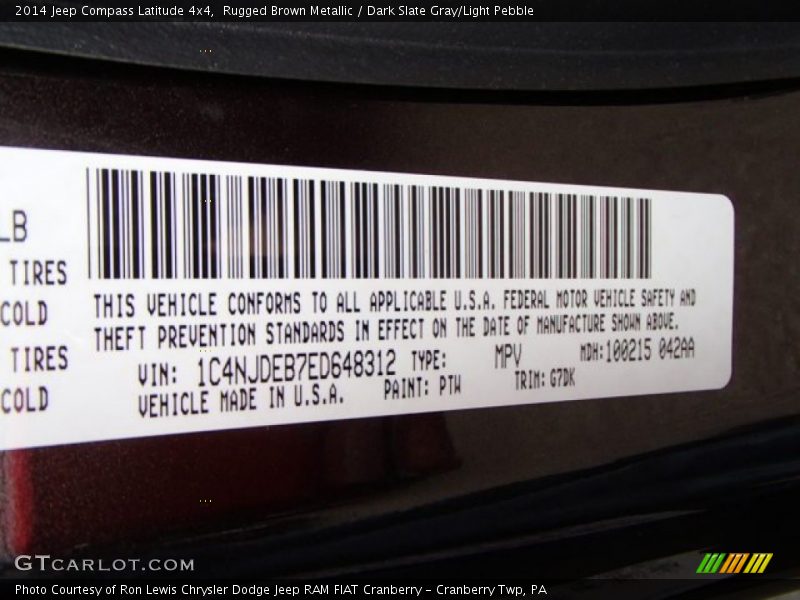 2014 Jeep Compass Latitude 4x4,  Rugged Brown Metallic / Dark Slate Gray/Light Pebble
LB
TIRES
COLD
TIRES
COLD
THIS VEHICLE CONFORMS TO ALL APPLICABLE U.S.A. FEDERAL MOTOR VEHICLE SAFETY AND
THEFT PREVENTION STANDARDS IN EFFECT ON THE DATE OF MANUFACTURE SHOWN ABOVE.
VIN: 1C4NJDEB7ED648312 TYPE: MPV MDH:100215 042AA
VEHICLE MADE IN U.S.A. PAINT: PTW TRIM:G7DK
GTCARLOT.COM
Photo Courtesy of Ron Lewis Chrysler Dodge Jeep RAM FIAT Cranberry - Cranberry Twp, PA